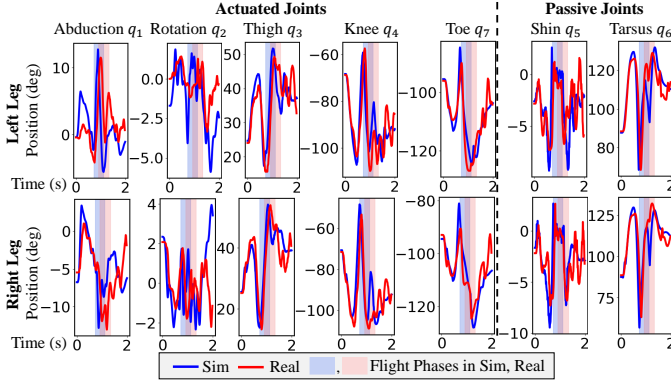 Actuated Joints Passive Joints
Abduction q1 Rotation q2 Thigh q3 Knee q4 Toe q7 Shin q5 Tarsus q6
Left Leg
Position (deg)
10 0
0.0 −2.5 −5.0
50 40 30 20
−60 −80 −100
−100 −120
0 −5
120 100 80
Time (s) 0 2 0 2 0 2 0 2 0 2 0 2 0 2
Right Leg
Position (deg)
0 −5 −10
4 2 0 −2
40 20
−60 −80 −100
−80 −100 −120
0 −5 −10
125 100 75
Time (s) 0 2 0 2 0 2 0 2 0 2 0 2 0 2
Sim Real , Flight Phases in Sim, Real